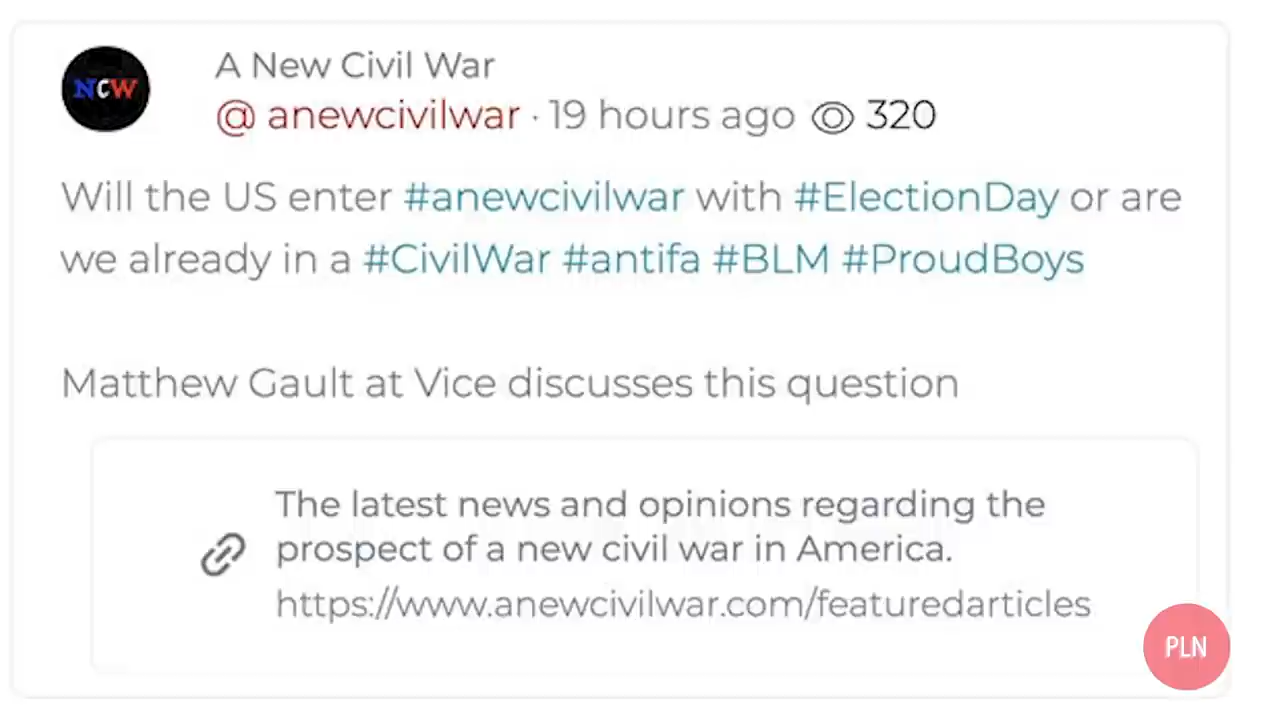 NCW
A New Civil War
@ anewcivilwar · 19 hours ago 320
Will the US enter #anewcivilwar with #ElectionDay or are
we already in a #CivilWar #antifa #BLM #ProudBoys
Matthew Gault at Vice discusses this question
The latest news and opinions regarding the
prospect of a new civil war in America.
https://www.anewcivilwar.com/featuredarticles
PLN